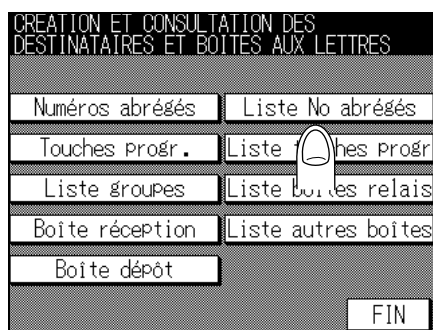 CREATION ET CONSULTATION DES
DESTINATAIRES ET BOITES AUX LETTRES
Numéros abrégés
Liste No abrégés
Touches progr.
Liste hes progr
Liste groupes
Liste relais
Boîte réception
Liste autres boîtes
Boîte dépôt
FIN